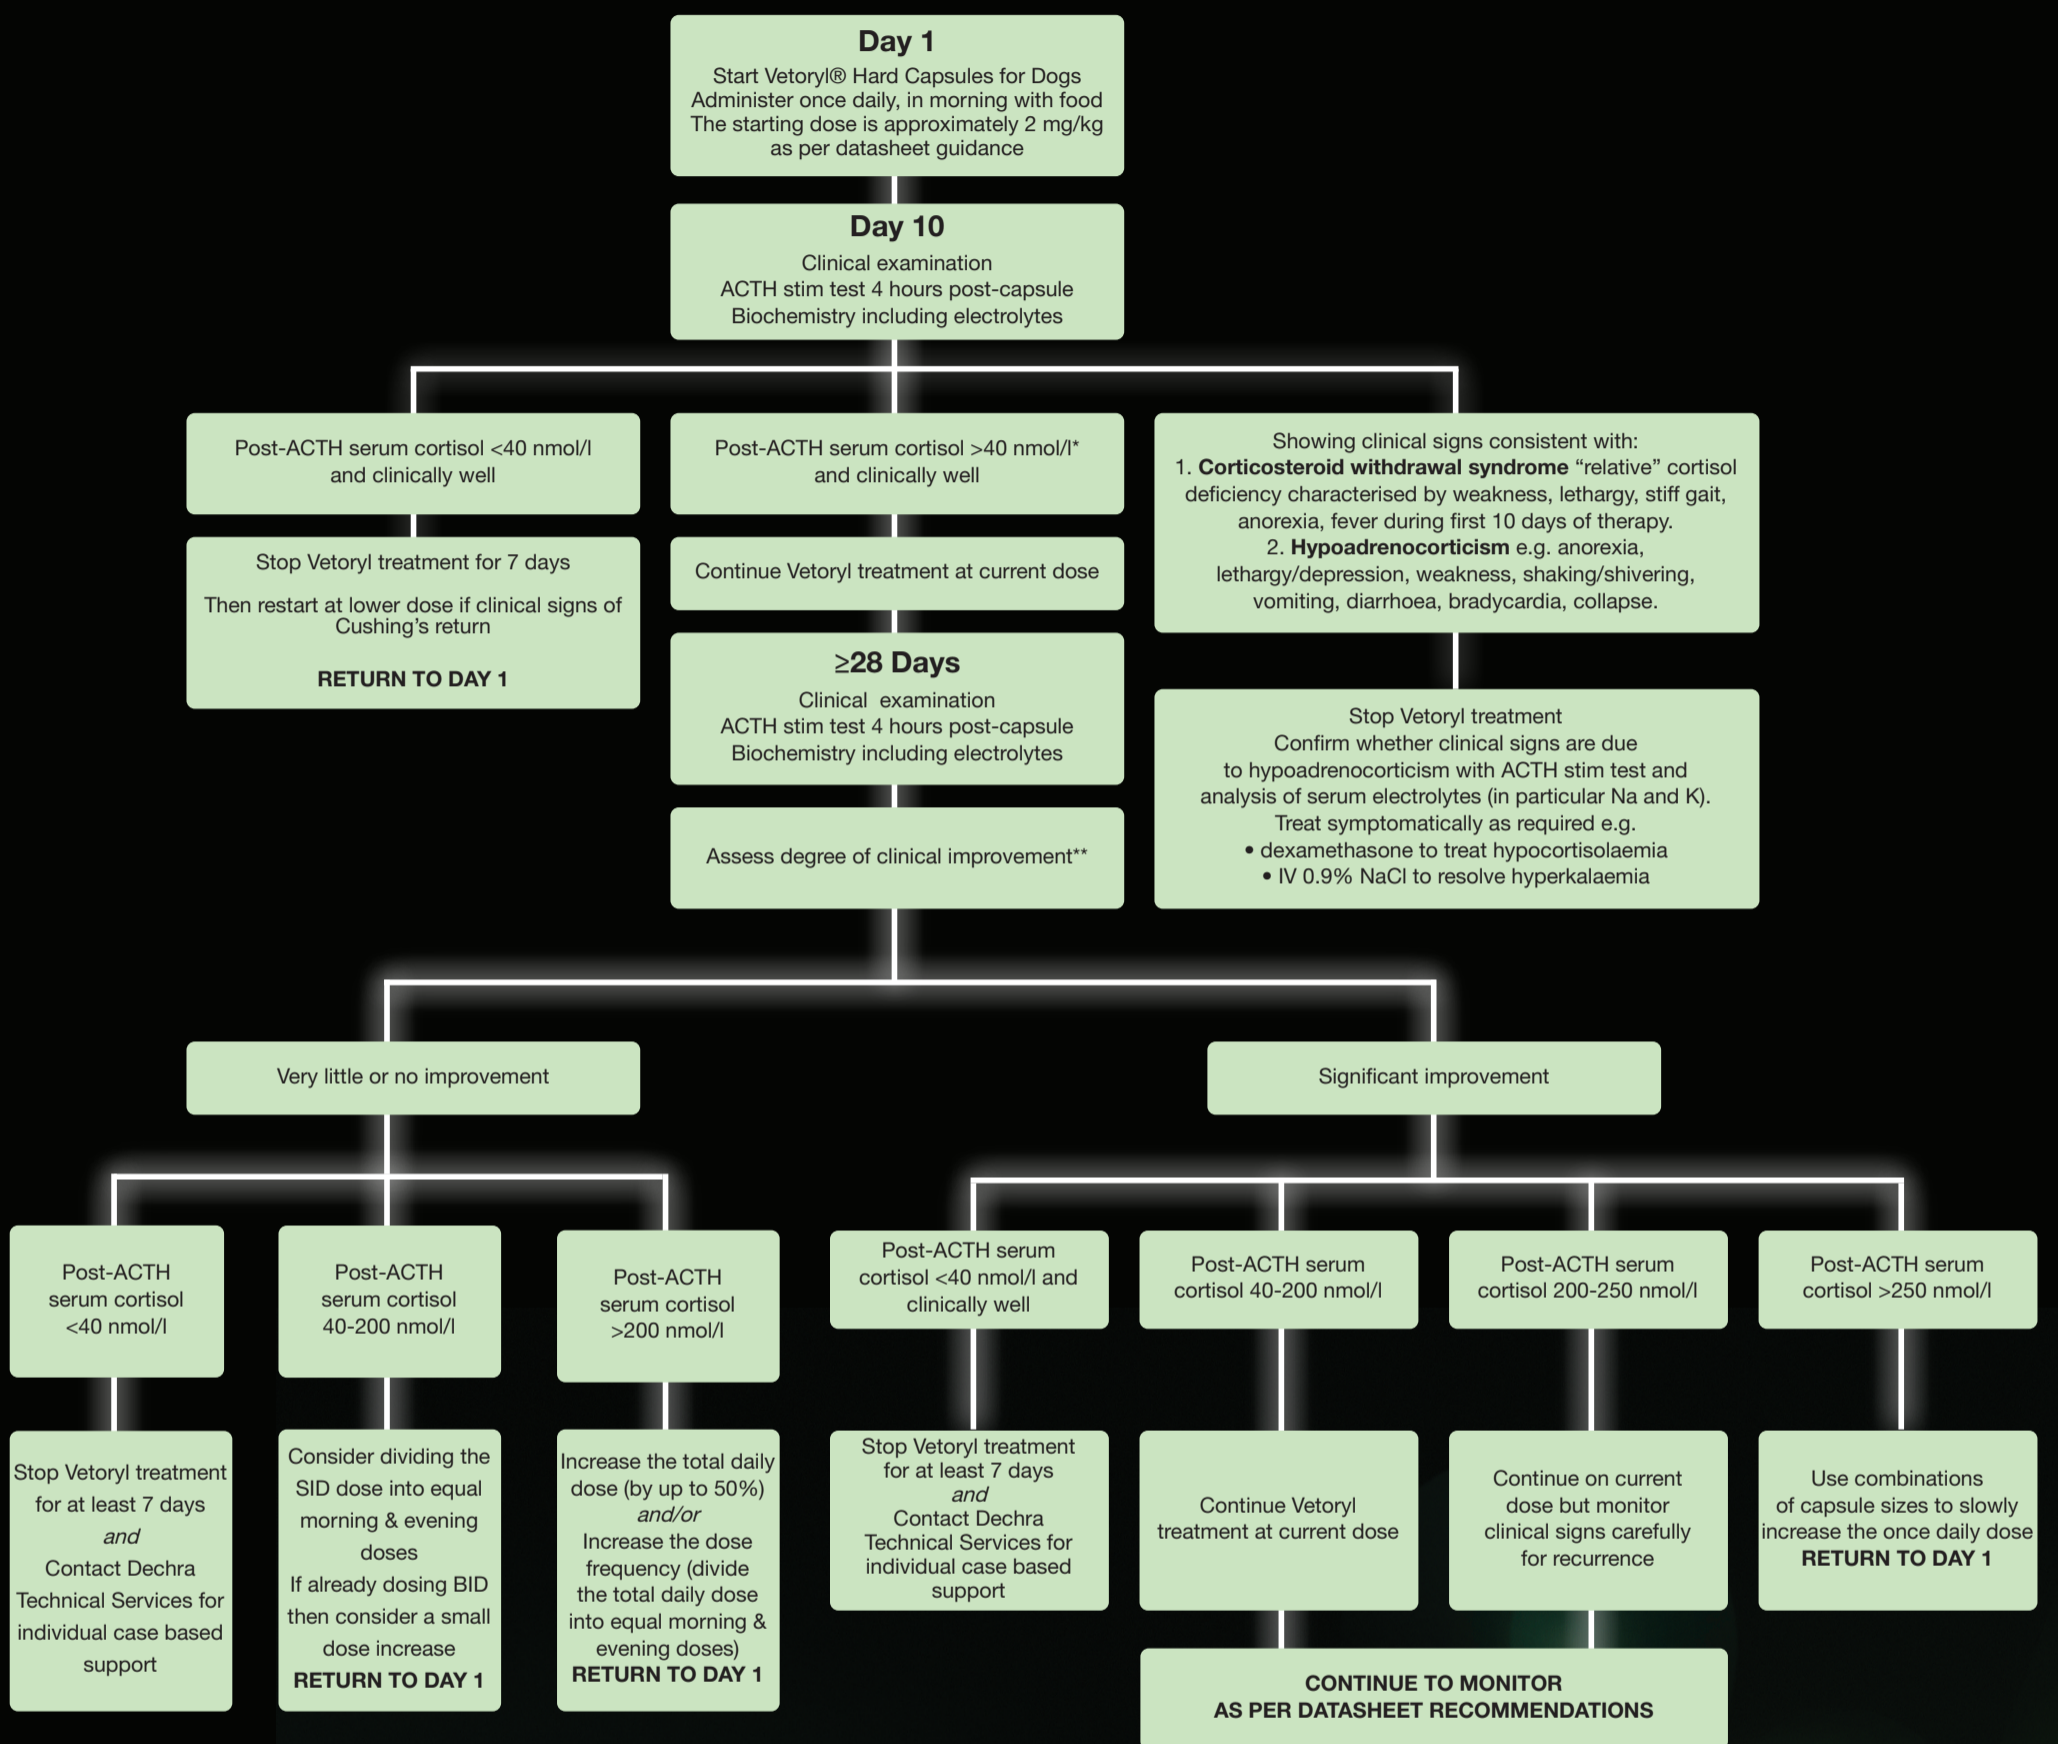 Day 1
Start Vetoryl® Hard Capsules for Dogs
Administer once daily, in morning with food
The starting dose is approximately 2 mg/kg
as per datasheet guidance
Day 10
Clinical examination
ACTH stim test 4 hours post-capsule
Biochemistry including electrolytes
Post-ACTH serum cortisol <40 nmol/l
and clinically well
Stop Vetoryl treatment for 7 days
Then restart at lower dose if clinical signs of
Cushing's return
RETURN TO DAY 1
Post-ACTH serum cortisol >40 nmol/l*
and clinically well
Continue Vetoryl treatment at current dose
≥28 Days
Clinical examination
ACTH stim test 4 hours post-capsule
Biochemistry including electrolytes
Assess degree of clinical improvement**
Showing clinical signs consistent with:
1. Corticosteroid withdrawal syndrome “relative” cortisol
deficiency characterised by weakness, lethargy, stiff gait,
anorexia, fever during first 10 days of therapy.
2. Hypoadrenocorticism e.g. anorexia,
lethargy/depression, weakness, shaking/shivering,
vomiting, diarrhoea, bradycardia, collapse.
Stop Vetoryl treatment
Confirm whether clinical signs are due
to hypoadrenocorticism with ACTH stim test and
analysis of serum electrolytes (in particular Na and K).
Treat symptomatically as required e.g.
• dexamethasone to treat hypocortisolaemia
• IV 0.9% NaCl to resolve hyperkalaemia
Very little or no improvement
Post-ACTH
serum cortisol
<40 nmol/l
Stop Vetoryl treatment
for at least 7 days
and
Contact Dechra
Technical Services for
individual case based
support
Post-ACTH
serum cortisol
40-200 nmol/l
Consider dividing the
SID dose into equal
morning & evening
doses
If already dosing BID
then consider a small
dose increase
RETURN TO DAY 1
Post-ACTH
serum cortisol
>200 nmol/l
Increase the total daily
dose (by up to 50%)
and/or
Increase the dose
frequency (divide
the total daily dose
into equal morning &
evening doses)
RETURN TO DAY 1
Significant improvement
Post-ACTH serum
cortisol <40 nmol/l and
clinically well
Stop Vetoryl treatment
for at least 7 days
and
Contact Dechra
Technical Services for
individual case based
support
Post-ACTH serum
cortisol 40-200 nmol/l
Continue Vetoryl
treatment at current dose
Post-ACTH serum
cortisol 200-250 nmol/l
Continue on current
dose but monitor
clinical signs carefully
for recurrence
Post-ACTH serum
cortisol >250 nmol/l
Use combinations
of capsule sizes to slowly
increase the once daily dose
RETURN TO DAY 1
CONTINUE TO MONITOR
AS PER DATASHEET RECOMMENDATIONS